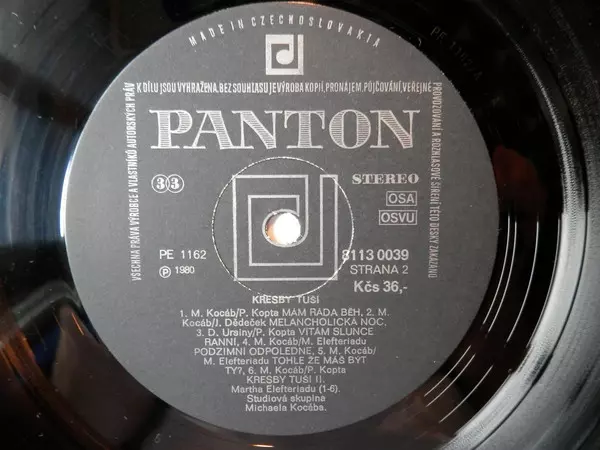 MADE IN CZECHOSLOVAKIA
VŠECHNA PRÁVA VÝROBCE A VLASTNÍKŮ AUTORSKÝCH PRÁV
K DÍLU JSOU VYHRAŽENA. BEZ SOUHLASU JE VÝROBA KOPIÍ, PRONÁJEM, PŮJČOVÁNÍ, VEŘEJNÉ
PROVOZOVÁNÍ A ROZHLASOVÉ ŠÍŘENÍ TÉTO DESKY ZAKÁZÁNO
PANTON
33 STEREO
OSA
OSVU
PE 1162 8113 0039
Ⓟ 1980 STRANA 2
Kčs 36,-
KRESBY TUŠÍ
1. M. Kocáb/P. Kopta MÁM RÁDA BĚH, 2. M.
Kocáb/J. Dědeček MELANCHOLICKÁ NOC,
3. D. Ursiny/P. Kopta VÍTÁM SLUNCE
RANNÍ, 4. M. Kocáb/M. Elefteriadu
PODZIMNÍ ODPOLEDNE, 5. M. Kocáb/
M. Elefteriadu TOHLE ŽE MÁŠ BÝT
TY?, 6. M. Kocáb/P. Kopta
KRESBY TUŠÍ II.
Martha Elefteriadu (1-6).
Studiová skupina
Michaela Kocába.